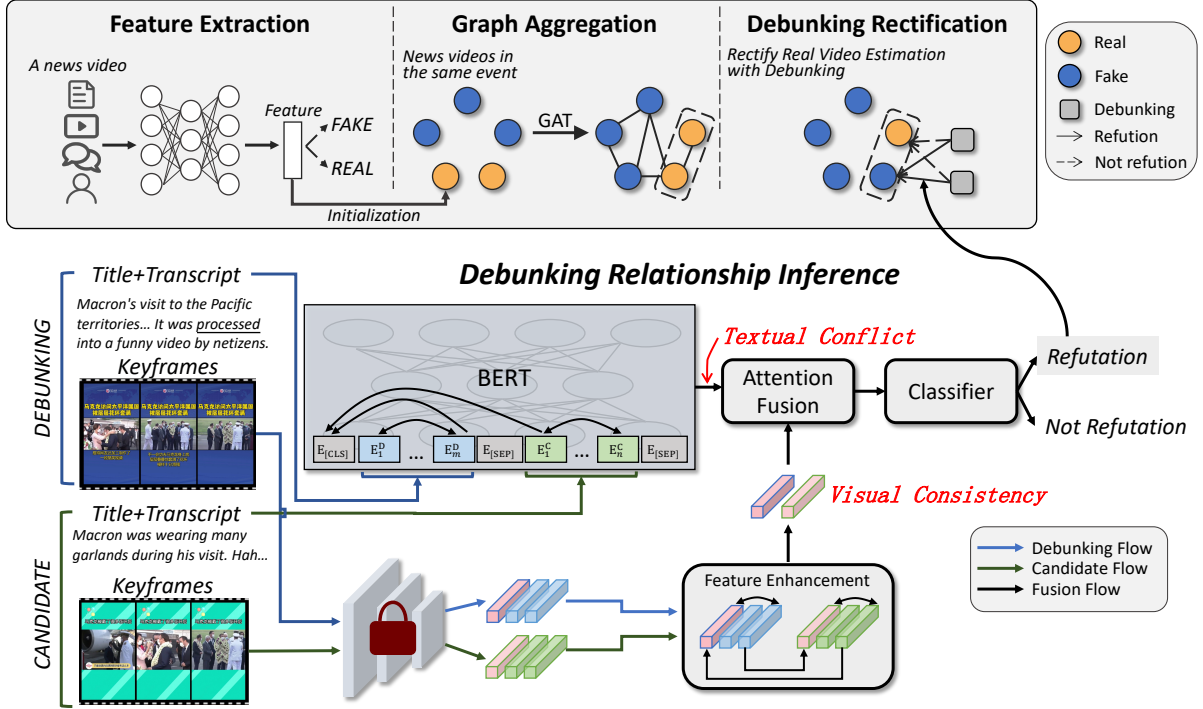 Feature Extraction
Graph Aggregation
Debunking Rectification
A news video
Feature
FAKE
REAL
Initialization
News videos in
the same event
GAT
Rectify Real Video Estimation
with Debunking
Real
Fake
Debunking
Refutation
Not refution
DEBUNKING
Title+Transcript
Macron's visit to the Pacific
territories... It was processed
into a funny video by netizens.
Keyframes
Debunking Relationship Inference
BERT
E[CLS]
E₁ᴰ
...
Eₘᴰ
E[SEP]
E₁ᶜ
...
Eₙᶜ
E[SEP]
Textual Conflict
Attention
Fusion
Classifier
Refutation
Not Refutation
Visual Consistency
CANDIDATE
Title+Transcript
Macron was wearing many
garlands during his visit. Hah...
Keyframes
Feature Enhancement
Debunking Flow
Candidate Flow
Fusion Flow